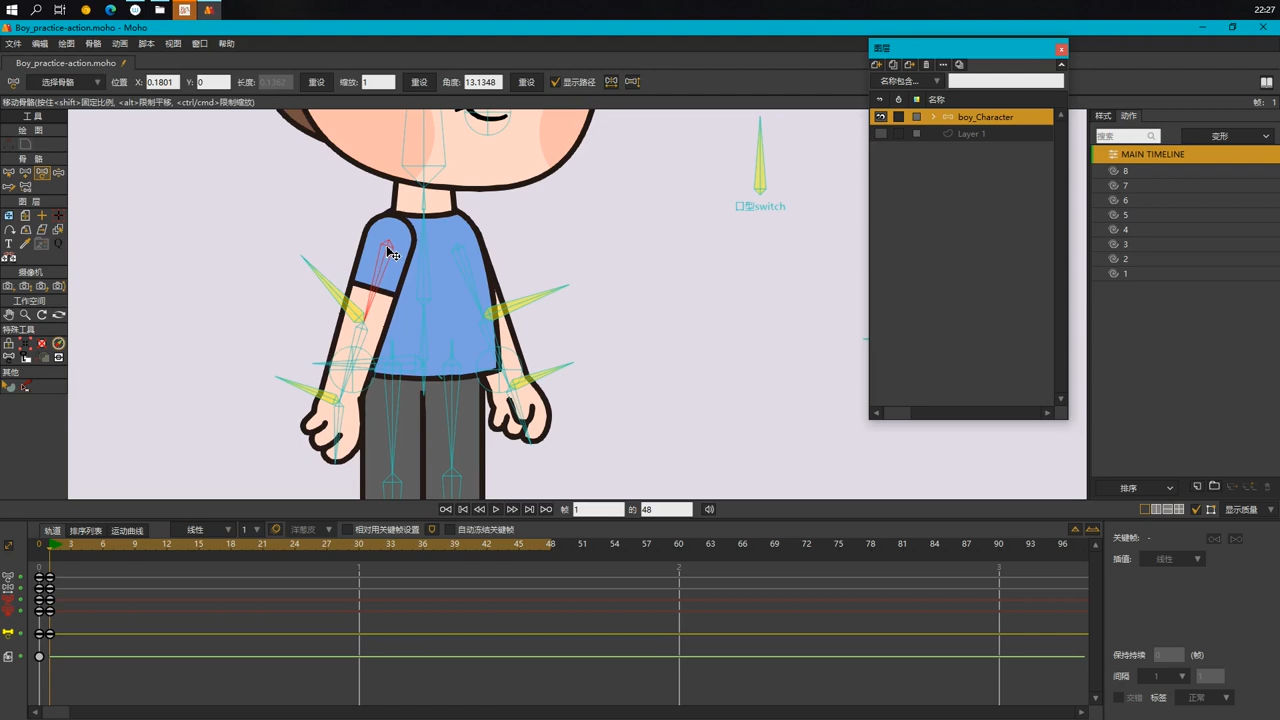 22:27
Boy_practice-action.moho - Moho
文件 编辑 绘图 骨骼 动画 脚本 视图 窗口 帮助
Boy_practice-action.moho
选择骨骼 位置 X: 0.1801 Y: 0 长度: 0.1362 重设 缩放: 1 重设 角度: 13.1348 重设 显示路径
移动骨骼(按住<shift>固定比例, <alt>限制平移, <ctrl/cmd>限制缩放) 帧: 1
工具
绘 图
骨 骼
图 层
摄像机
工作空间
特殊工具
其他
口型switch
图层
名称包含...
名称
boy_Character
Layer 1
样式 动作
搜索 变形
MAIN TIMELINE
8
7
6
5
4
3
2
1
排序
帧 1 的 48 显示质量
轨道 排序列表 运动曲线 线性 1 洋葱皮 相对用关键帧设置 自动冻结关键帧
0 3 6 9 12 15 18 21 24 27 30 33 36 39 42 45 48 51 54 57 60 63 66 69 72 75 78 81 84 87 90 93 96
0 1 2 3
关键帧: -
插值: 线性
保持持续 0 (帧)
间隔 1 1
交错 标签 正常